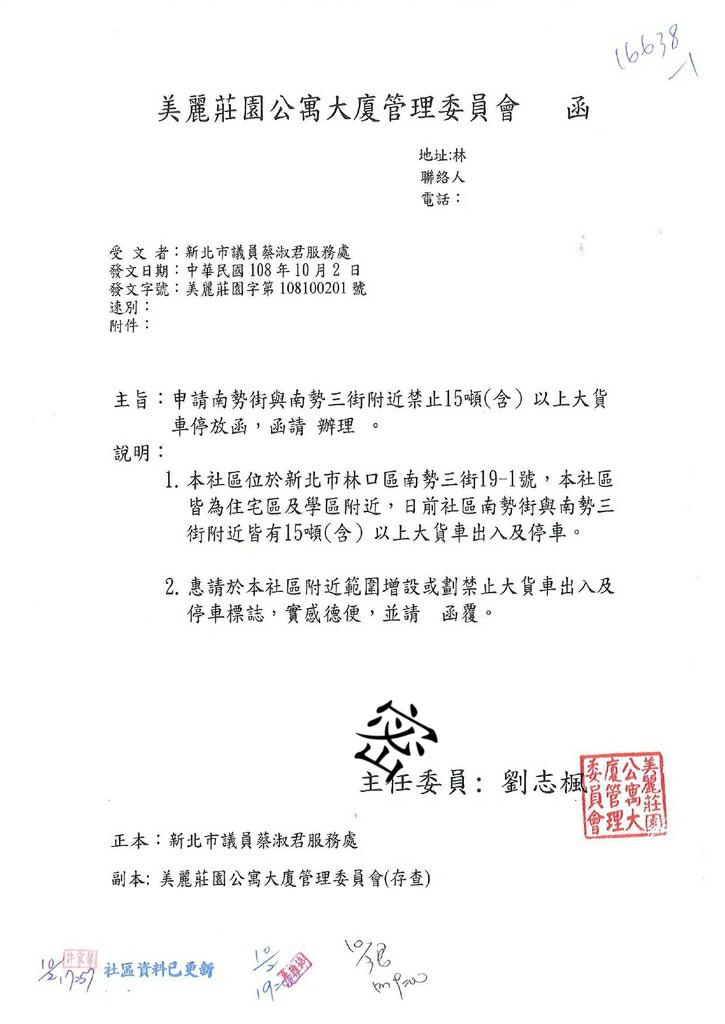 16638
-1
美麗莊園公寓大廈管理委員會 函
地址:林
聯絡人
電話：
受文者：新北市議員蔡淑君服務處
發文日期：中華民國108年10月2日
發文字號：美麗莊園字第108100201號
速別：
附件：
主旨：申請南勢街與南勢三街附近禁止15噸(含)以上大貨
車停放函，函請 辦理 。
說明：
1. 本社區位於新北市林口區南勢三街19-1號，本社區
皆為住宅區及學區附近，日前社區南勢街與南勢三
街附近皆有15噸(含)以上大貨車出入及停車。
2. 惠請於本社區附近範圍增設或劃禁止大貨車出入及
停車標誌，實感德便，並請 函覆。
密
主任委員：劉志楓
美麗莊園
公寓大
廈管理
委員會
正本：新北市議員蔡淑君服務處
副本: 美麗莊園公寓大廈管理委員會(存查)
10/2 17:57 社區資料已更新
10/2